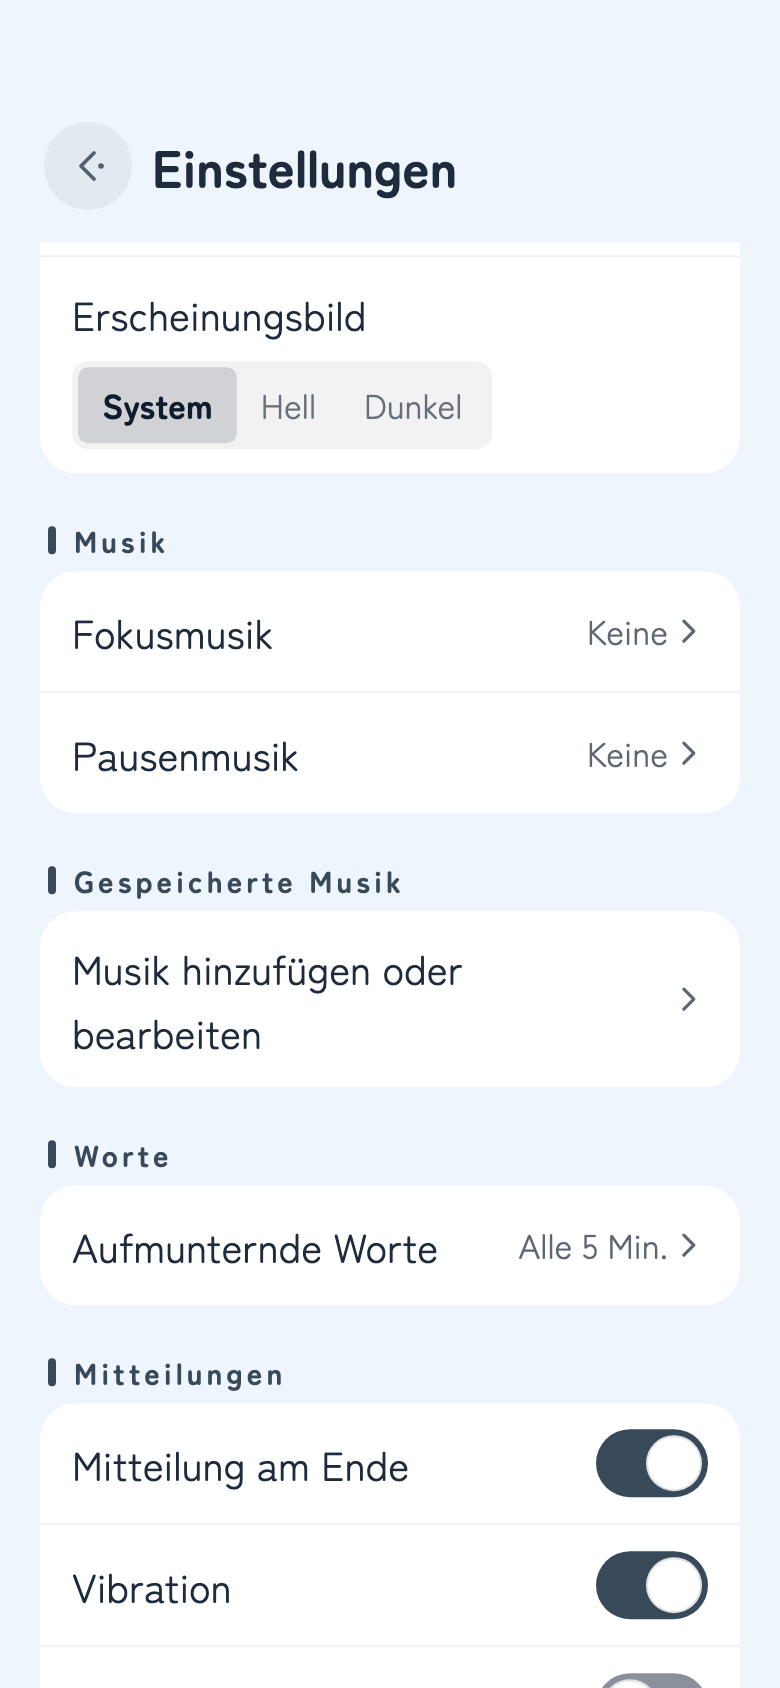 Einstellungen
Erscheinungsbild
System Hell Dunkel
Musik
Fokusmusik Keine
Pausenmusik Keine
Gespeicherte Musik
Musik hinzufügen oder
bearbeiten
Worte
Aufmunternde Worte Alle 5 Min.
Mitteilungen
Mitteilung am Ende
Vibration